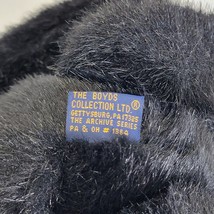 THE BOYDS
COLLECTION LTD®
GETTYSBURG, PA 17325
THE ARCHIVE SERIES
PA & OH # 1364